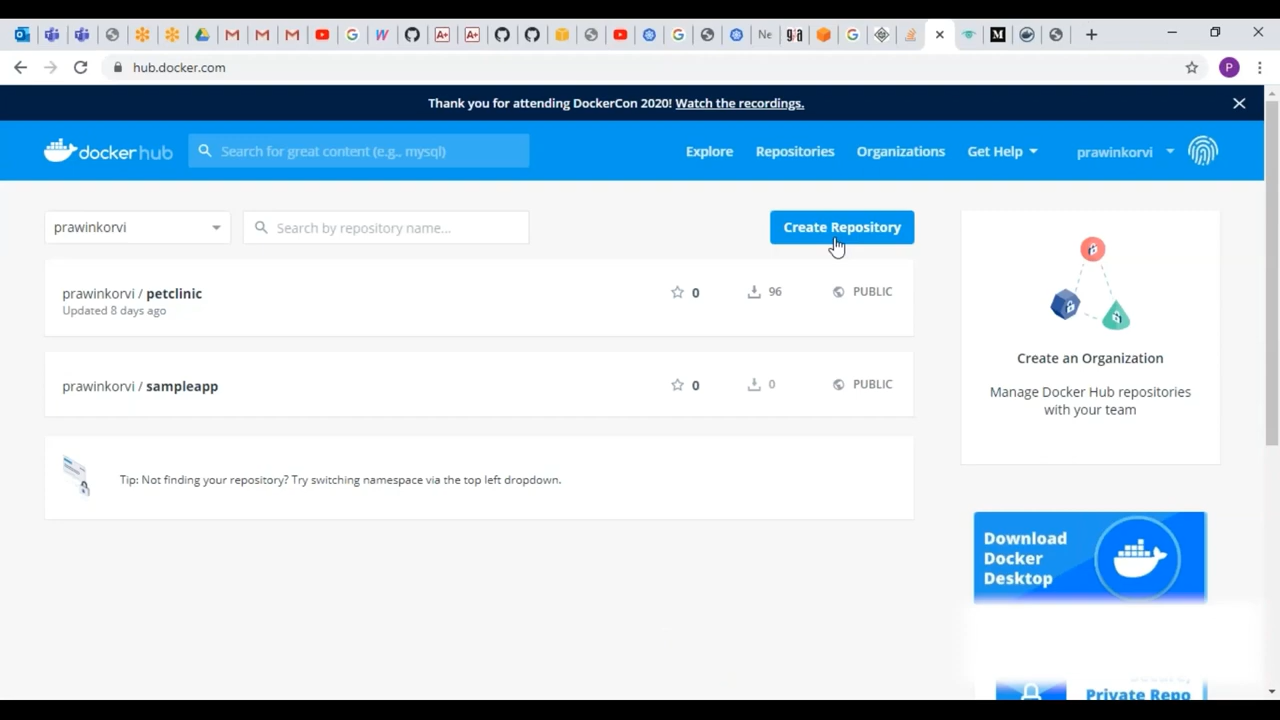 hub.docker.com
P
Thank you for attending DockerCon 2020! Watch the recordings.
docker hub
Search for great content (e.g., mysql)
Explore
Repositories
Organizations
Get Help
prawinkorvi
prawinkorvi
Search by repository name...
Create Repository
prawinkorvi / petclinic
Updated 8 days ago
0
96
PUBLIC
prawinkorvi / sampleapp
0
0
PUBLIC
Tip: Not finding your repository? Try switching namespace via the top left dropdown.
Create an Organization
Manage Docker Hub repositories
with your team
Download
Docker
Desktop
Private Repo